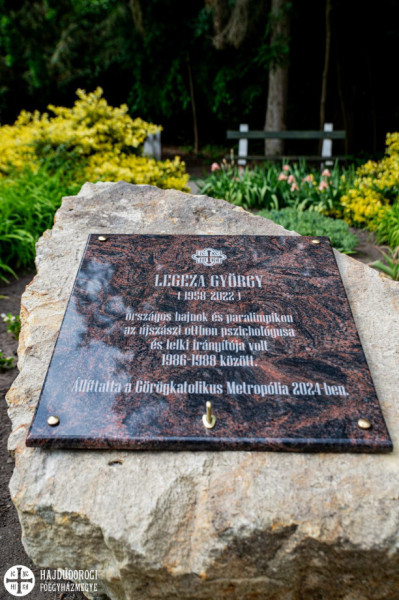 LEGEZA GYÖRGY
(1958-2022)
országos bajnok és paralimpikon
az újszászi otthon pszichológusa
és lelki irányítója volt
1986-1988 között.
Állíttatta a Görögkatolikus Metropólia 2024-ben.
HAJDÚDOROGI
FŐEGYHÁZMEGYE